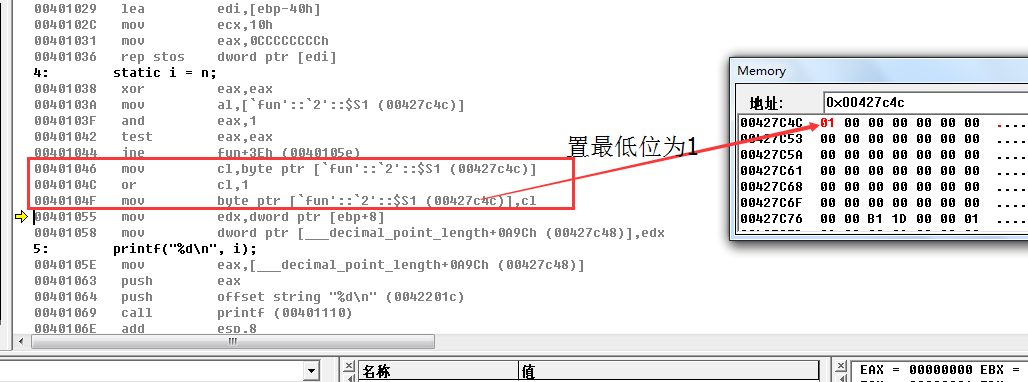 00401029 lea edi,[ebp-40h]
0040102C mov ecx,10h
00401031 mov eax,0CCCCCCCCh
00401036 rep stos dword ptr [edi]
4: static i = n;
00401038 xor eax,eax
0040103A mov al,[`fun'::`2'::$S1 (00427c4c)]
0040103F and eax,1
00401042 test eax,eax
00401044 jne fun+3Eh (0040105e)
00401046 mov cl,byte ptr [`fun'::`2'::$S1 (00427c4c)]
0040104C or cl,1
0040104F mov byte ptr [`fun'::`2'::$S1 (00427c4c)],cl
00401055 mov edx,dword ptr [ebp+8]
00401058 mov dword ptr [___decimal_point_length+0A9Ch (00427c48)],edx
5: printf("%d\n", i);
0040105E mov eax,[___decimal_point_length+0A9Ch (00427c48)]
00401063 push eax
00401064 push offset string "%d\n" (0042201c)
00401069 call printf (00401110)
0040106E add esp,8
置最低位为1
Memory
地址: 0x00427c4c
00427C4C 01 00 00 00 00 00 00 ....
00427C53 00 00 00 00 00 00 00 ....
00427C5A 00 00 00 00 00 00 00 ....
00427C61 00 00 00 00 00 00 00 ....
00427C68 00 00 00 00 00 00 00 ....
00427C6F 00 00 00 00 00 00 00 ....
00427C76 00 00 B1 1D 00 00 01 ....
名称 值
EAX = 00000000 EBX =